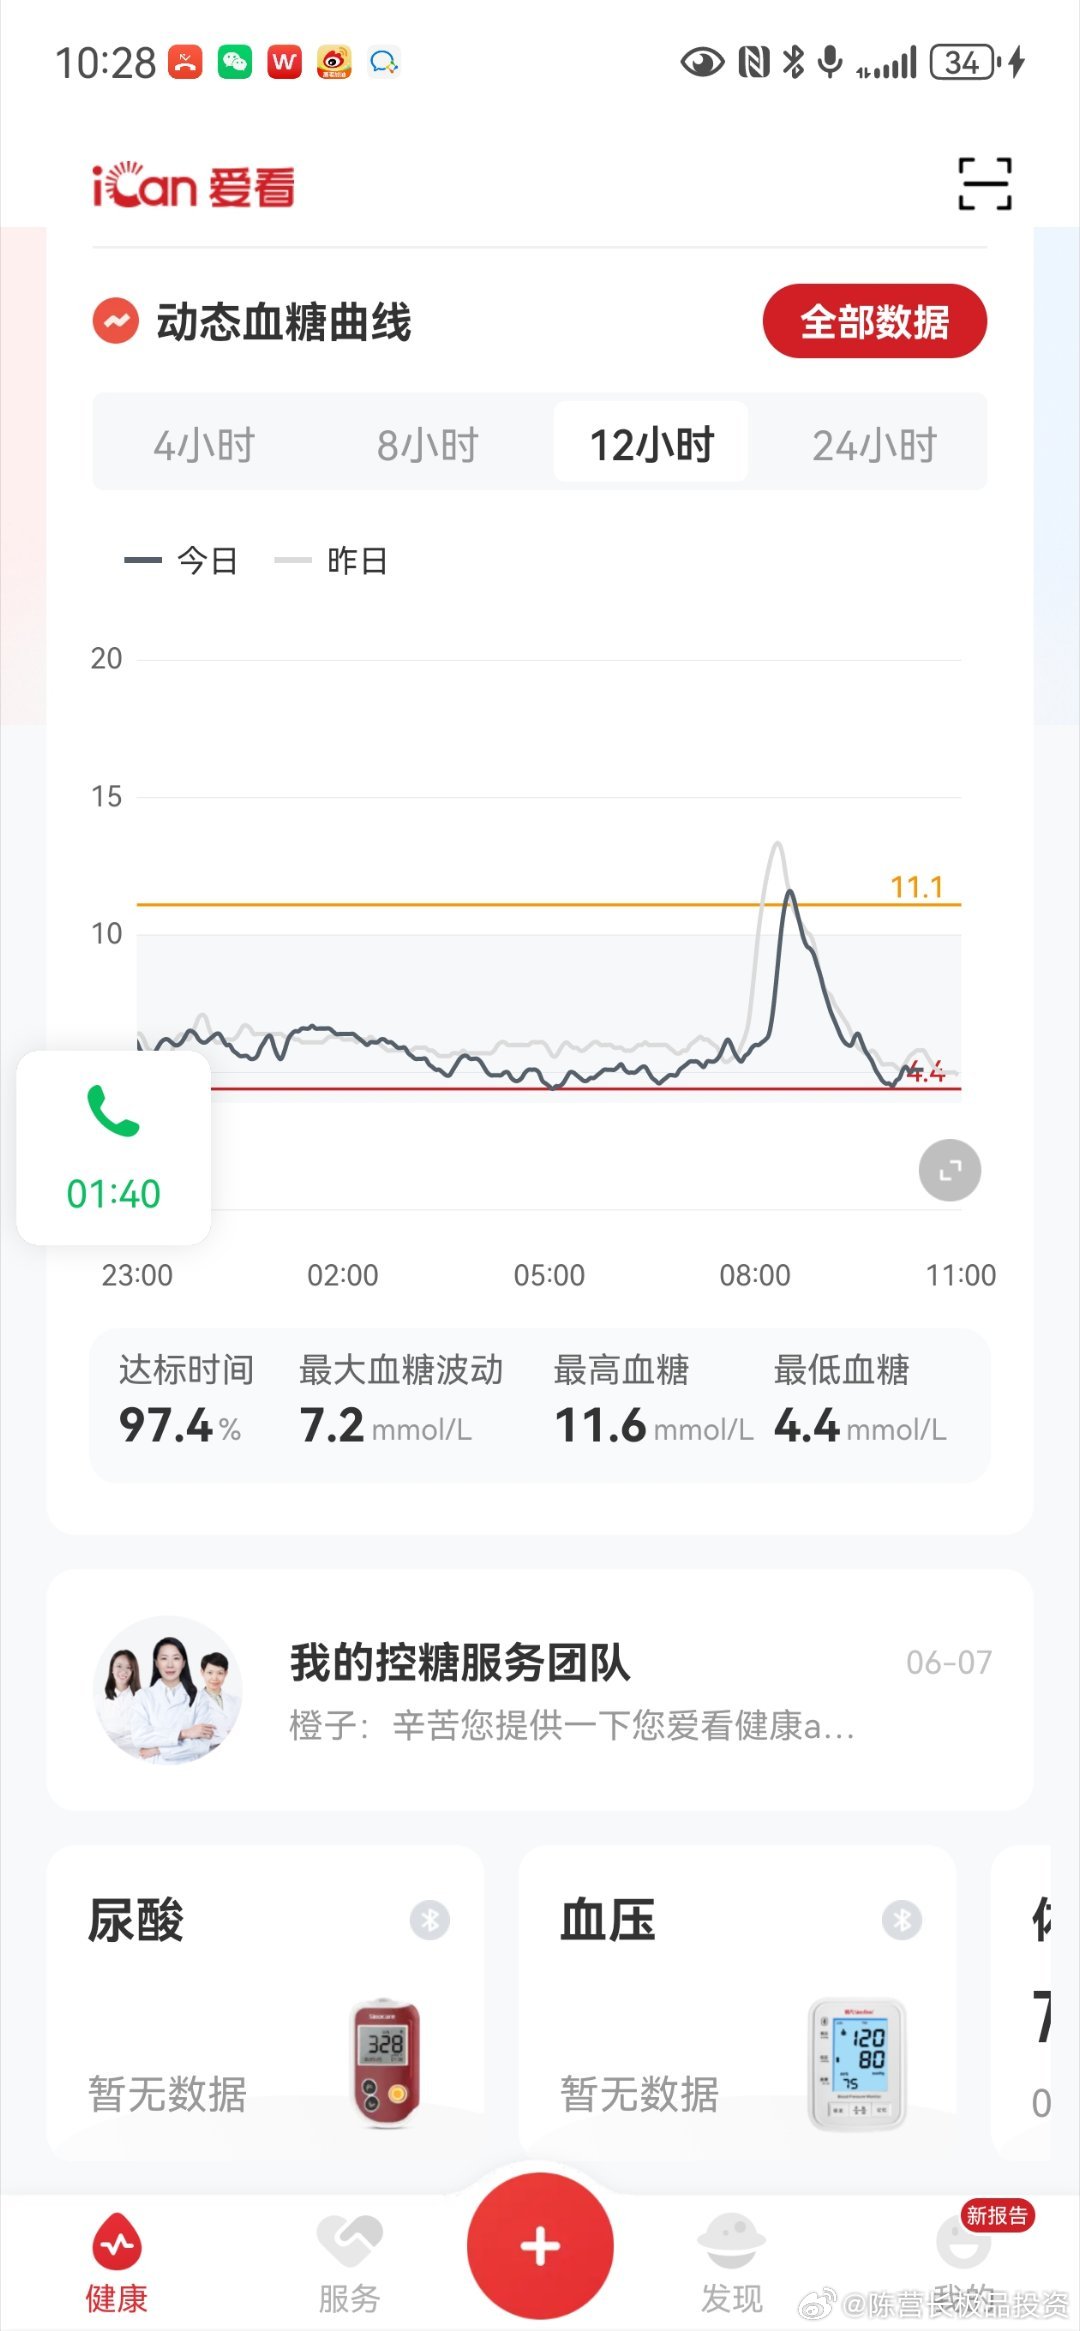 10:28
34
iCan 爱看
动态血糖曲线
全部数据
4小时 8小时 12小时 24小时
今日 昨日
20
15
11.1
10
4.4
01:40
23:00 02:00 05:00 08:00 11:00
达标时间 最大血糖波动 最高血糖 最低血糖
97.4% 7.2 mmol/L 11.6 mmol/L 4.4 mmol/L
我的控糖服务团队 06-07
橙子：辛苦您提供一下您爱看健康a...
尿酸 血压
328
120
80
75
7
暂无数据 暂无数据 0
新报告
健康 服务 发现 我的
@陈营长极品投资